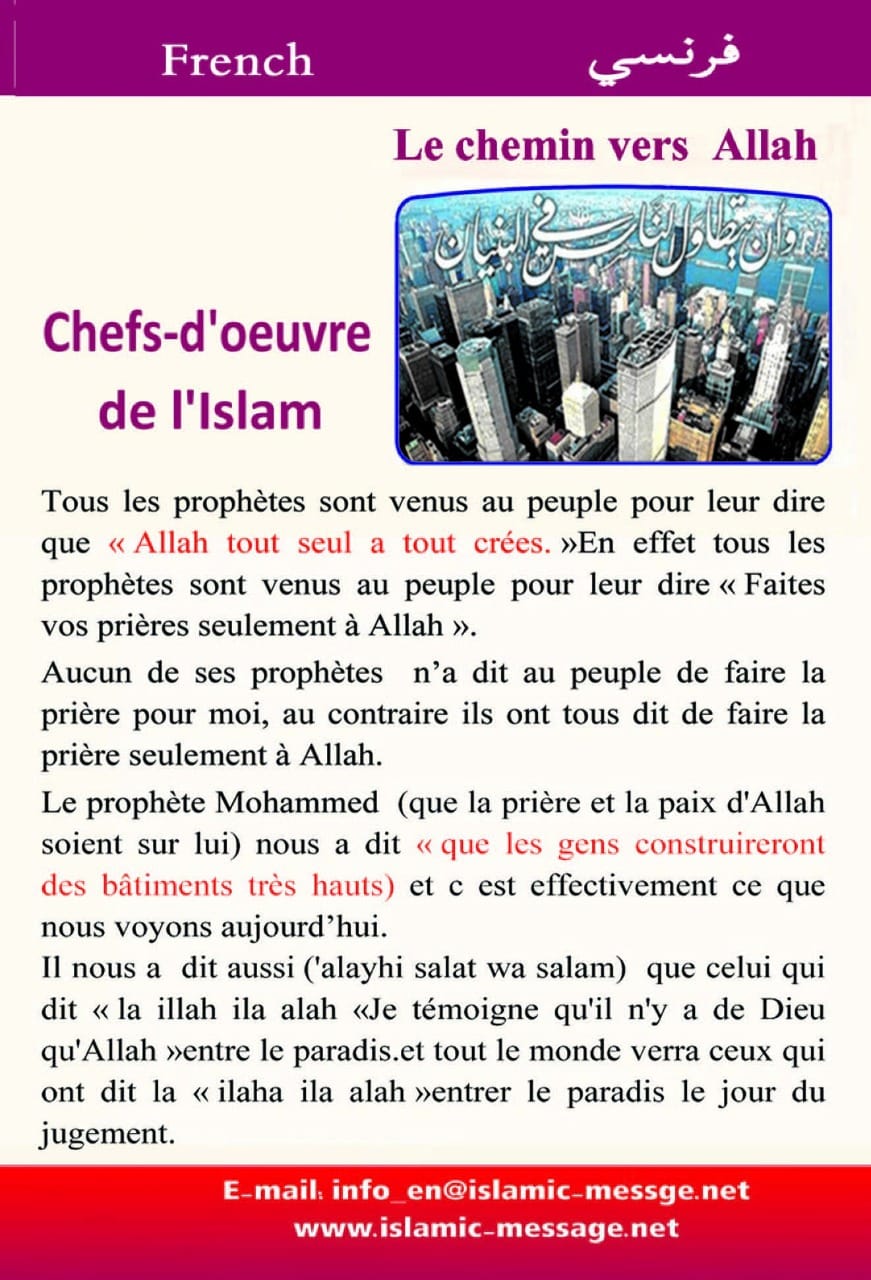 French
فرنسي
Le chemin vers Allah
وأن يتطاول الناس في البنيان
Chefs-d'oeuvre
de l'Islam
Tous les prophètes sont venus au peuple pour leur dire
que « Allah tout seul a tout crées. »En effet tous les
prophètes sont venus au peuple pour leur dire « Faites
vos prières seulement à Allah ».
Aucun de ses prophètes n’a dit au peuple de faire la
prière pour moi, au contraire ils ont tous dit de faire la
prière seulement à Allah.
Le prophète Mohammed (que la prière et la paix d'Allah
soient sur lui) nous a dit « que les gens construireront
des bâtiments très hauts) et c est effectivement ce que
nous voyons aujourd’hui.
Il nous a dit aussi ('alayhi salat wa salam) que celui qui
dit « la illah ila alah «Je témoigne qu'il n'y a de Dieu
qu'Allah »entre le paradis.et tout le monde verra ceux qui
ont dit la « ilaha ila alah »entrer le paradis le jour du
jugement.
E-mail: info_en@islamic-messge.net
www.islamic-message.net